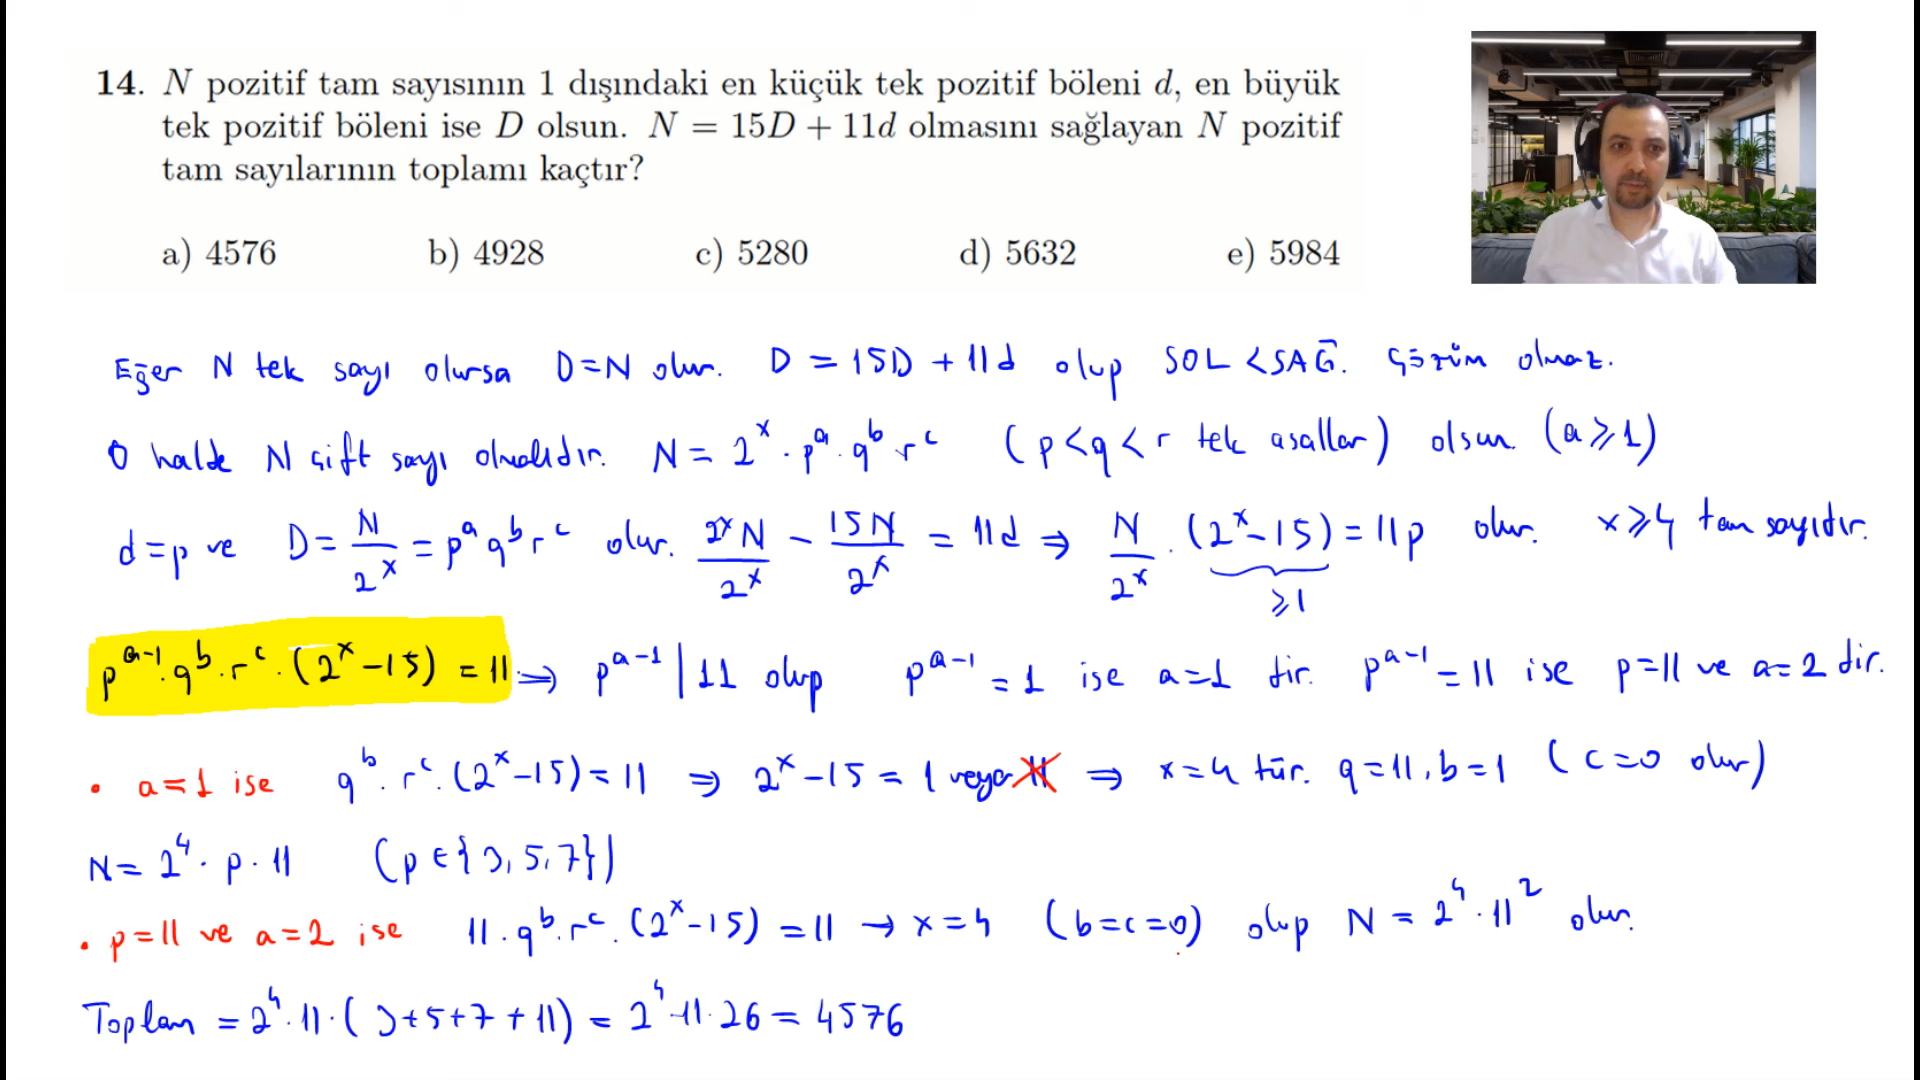 14. N pozitif tam sayısının 1 dışındaki en küçük tek pozitif böleni d, en büyük
tek pozitif böleni ise D olsun. N = 15D + 11d olmasını sağlayan N pozitif
tam sayılarının toplamı kaçtır?
a) 4576 b) 4928 c) 5280 d) 5632 e) 5984
Eğer N tek sayı olursa D=N olur. D = 15D + 11d olup SOL < SAĞ. Çözüm olmaz.
O halde N çift sayı olmalıdır. N = 2^x · p^a · q^b r^c (p<q<r tek asallar) olsun. (a≥1)
d=p ve D = N/2^x = p^a q^b r^c olur. 2^x N/2^x − 15N/2^x = 11d ⇒ N/2^x · (2^x − 15) = 11p olur. x≥4 tam sayıdır.
≥1
p^(a-1) · q^b · r^c · (2^x − 15) = 11 ⇒ p^(a-1) | 11 olup p^(a-1) = 1 ise a=1 dir. p^(a-1) = 11 ise p=11 ve a=2 dir.
• a=1 ise q^b · r^c · (2^x − 15) = 11 ⇒ 2^x − 15 = 1 veya 11 ⇒ x=4 tür. q=11, b=1 (c=0 olur)
N = 2^4 · p · 11 (p ∈ {3, 5, 7})
• p=11 ve a=2 ise 11 · q^b · r^c · (2^x − 15) = 11 → x=4 (b=c=0) olup N = 2^4 · 11^2 olur.
Toplam = 2^4 · 11 · (3+5+7+11) = 2^4 · 11 · 26 = 4576